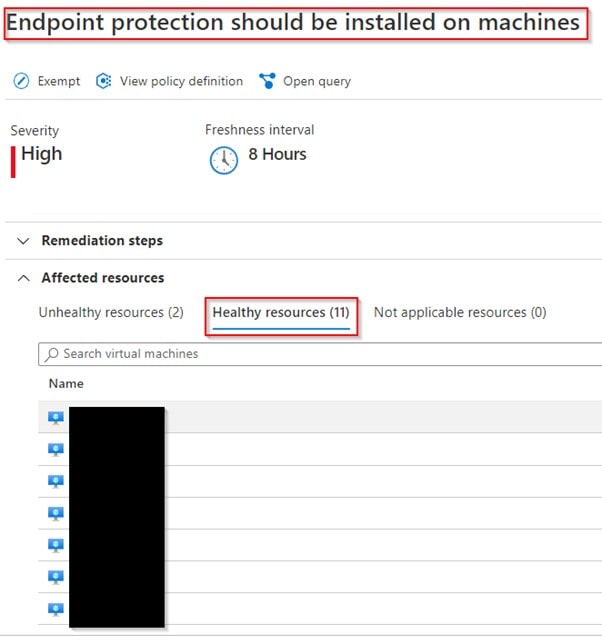 Endpoint protection should be installed on machines
Exempt View policy definition Open query
Severity Freshness interval
High 8 Hours
Remediation steps
Affected resources
Unhealthy resources (2) Healthy resources (11) Not applicable resources (0)
Search virtual machines
Name